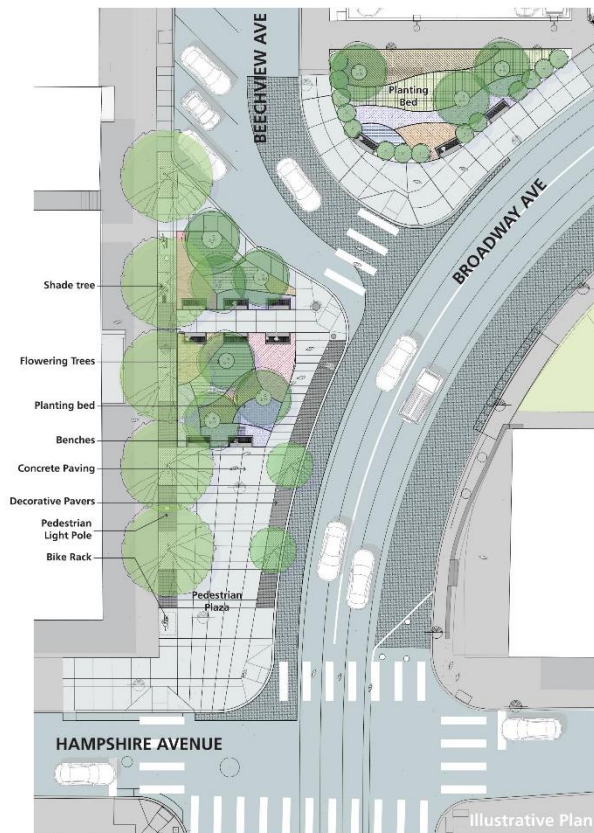 BEECHVIEW AVE
Planting
Bed
BROADWAY AVE
Shade tree
Flowering Trees
Planting bed
Benches
Concrete Paving
Decorative Pavers
Pedestrian
Light Pole
Bike Rack
Pedestrian
Plaza
HAMPSHIRE AVENUE
Illustrative Plan